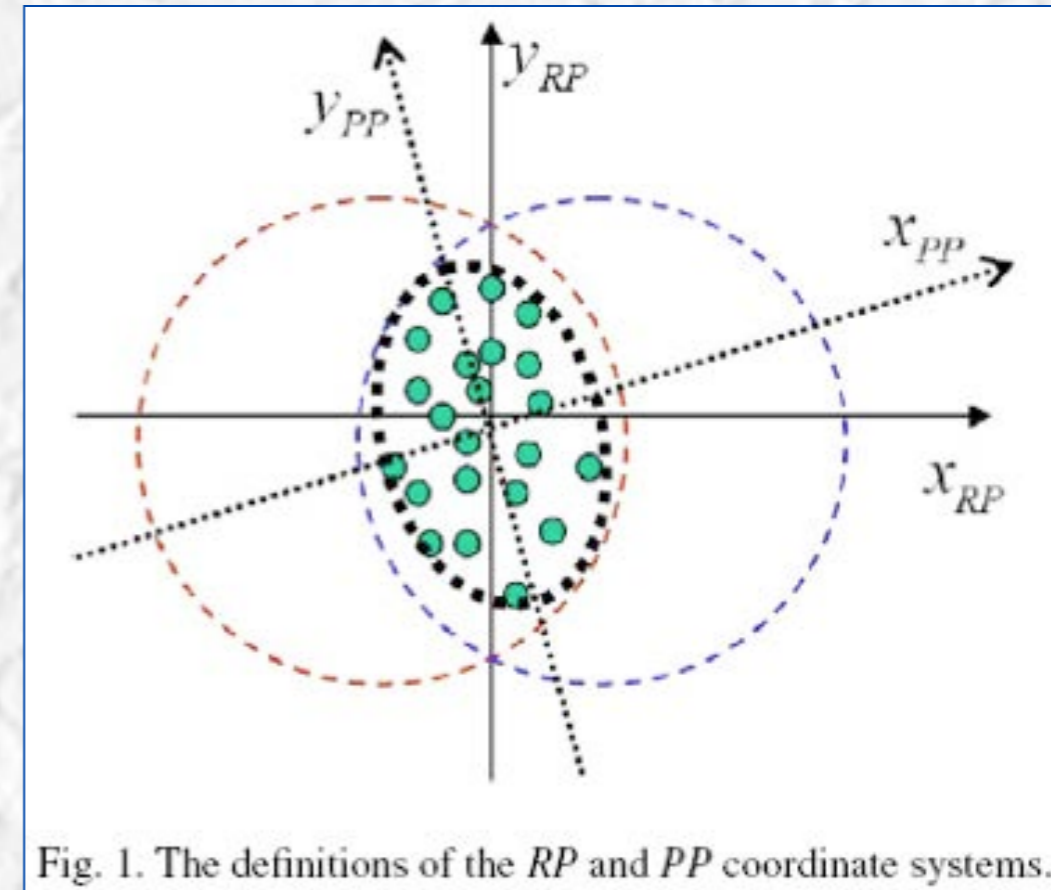 y_RP
y_PP
x_PP
x_RP
Fig. 1. The definitions of the RP and PP coordinate systems.